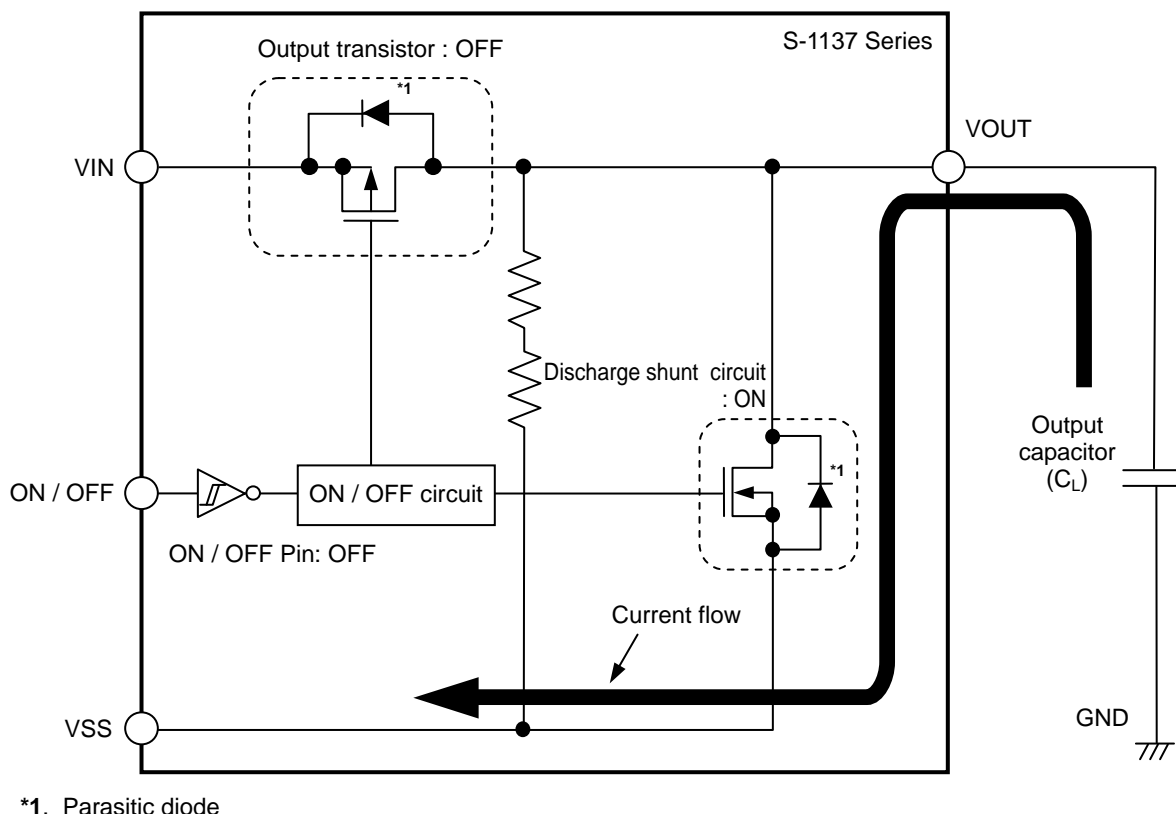 S-1137 Series
Output transistor : OFF
*1
VOUT
VIN
Discharge shunt circuit
: ON
*1
Output
capacitor
(CL)
ON / OFF
ON / OFF circuit
ON / OFF Pin: OFF
Current flow
VSS
GND
*1. Parasitic diode